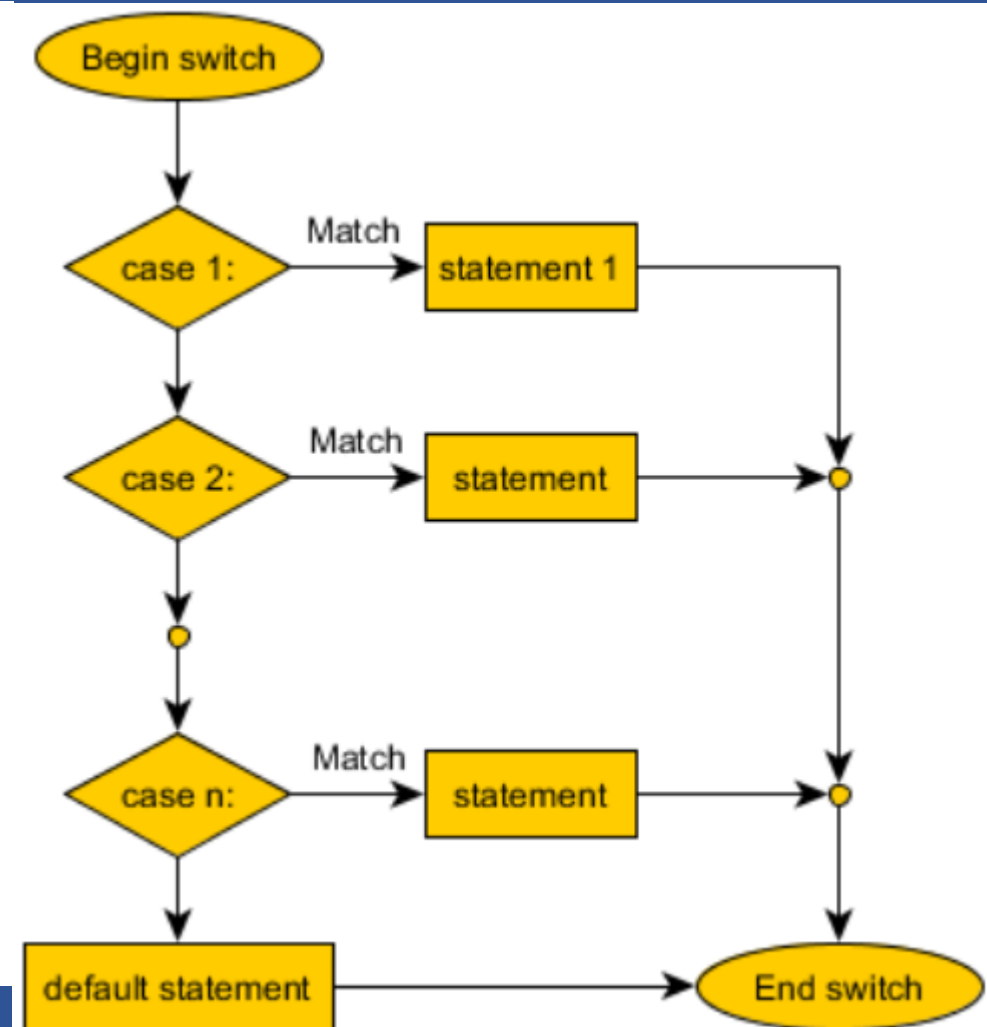 Begin switch
Match
case 1:
statement 1
Match
case 2:
statement
Match
case n:
statement
default statement
End switch